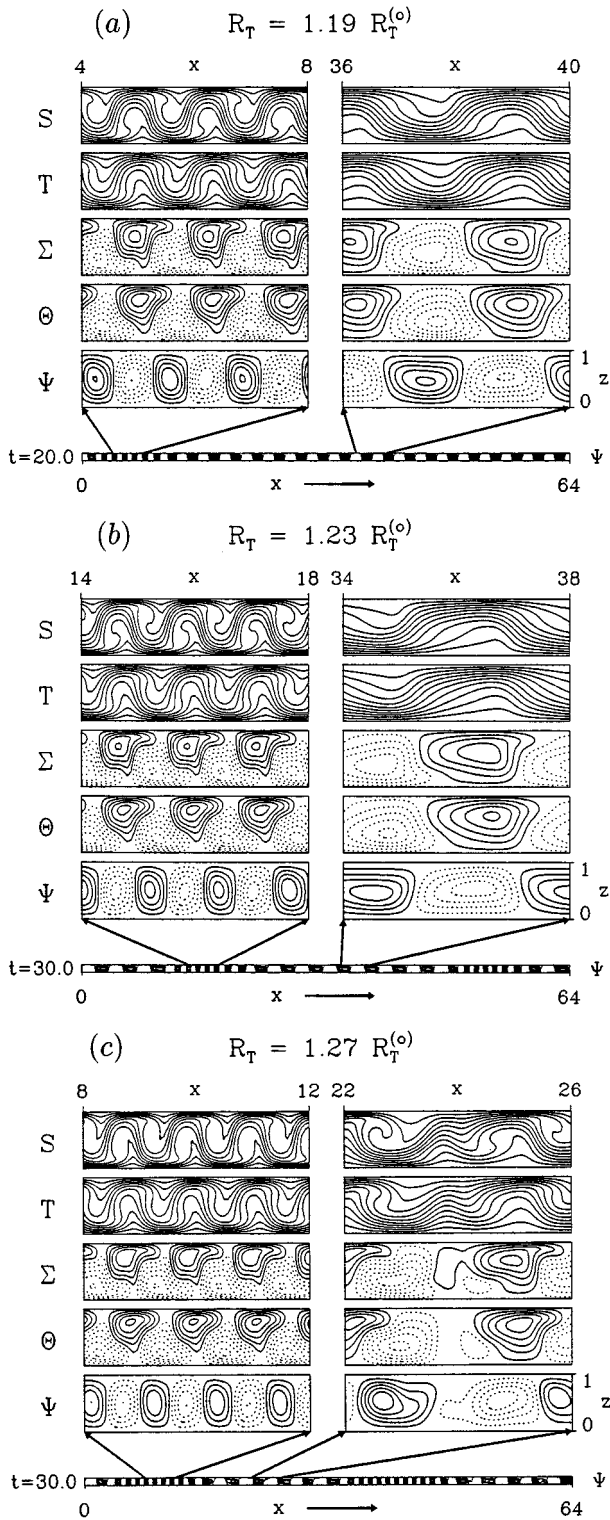 (a) R_T = 1.19 R_T^(o)
4 x 8 36 x 40
S
T
Σ
Θ
Ψ 1
z
0
t=20.0 Ψ
0 x 64
(b) R_T = 1.23 R_T^(o)
14 x 18 34 x 38
S
T
Σ
Θ
Ψ 1
z
0
t=30.0 Ψ
0 x 64
(c) R_T = 1.27 R_T^(o)
8 x 12 22 x 26
S
T
Σ
Θ
Ψ 1
z
0
t=30.0 Ψ
0 x 64